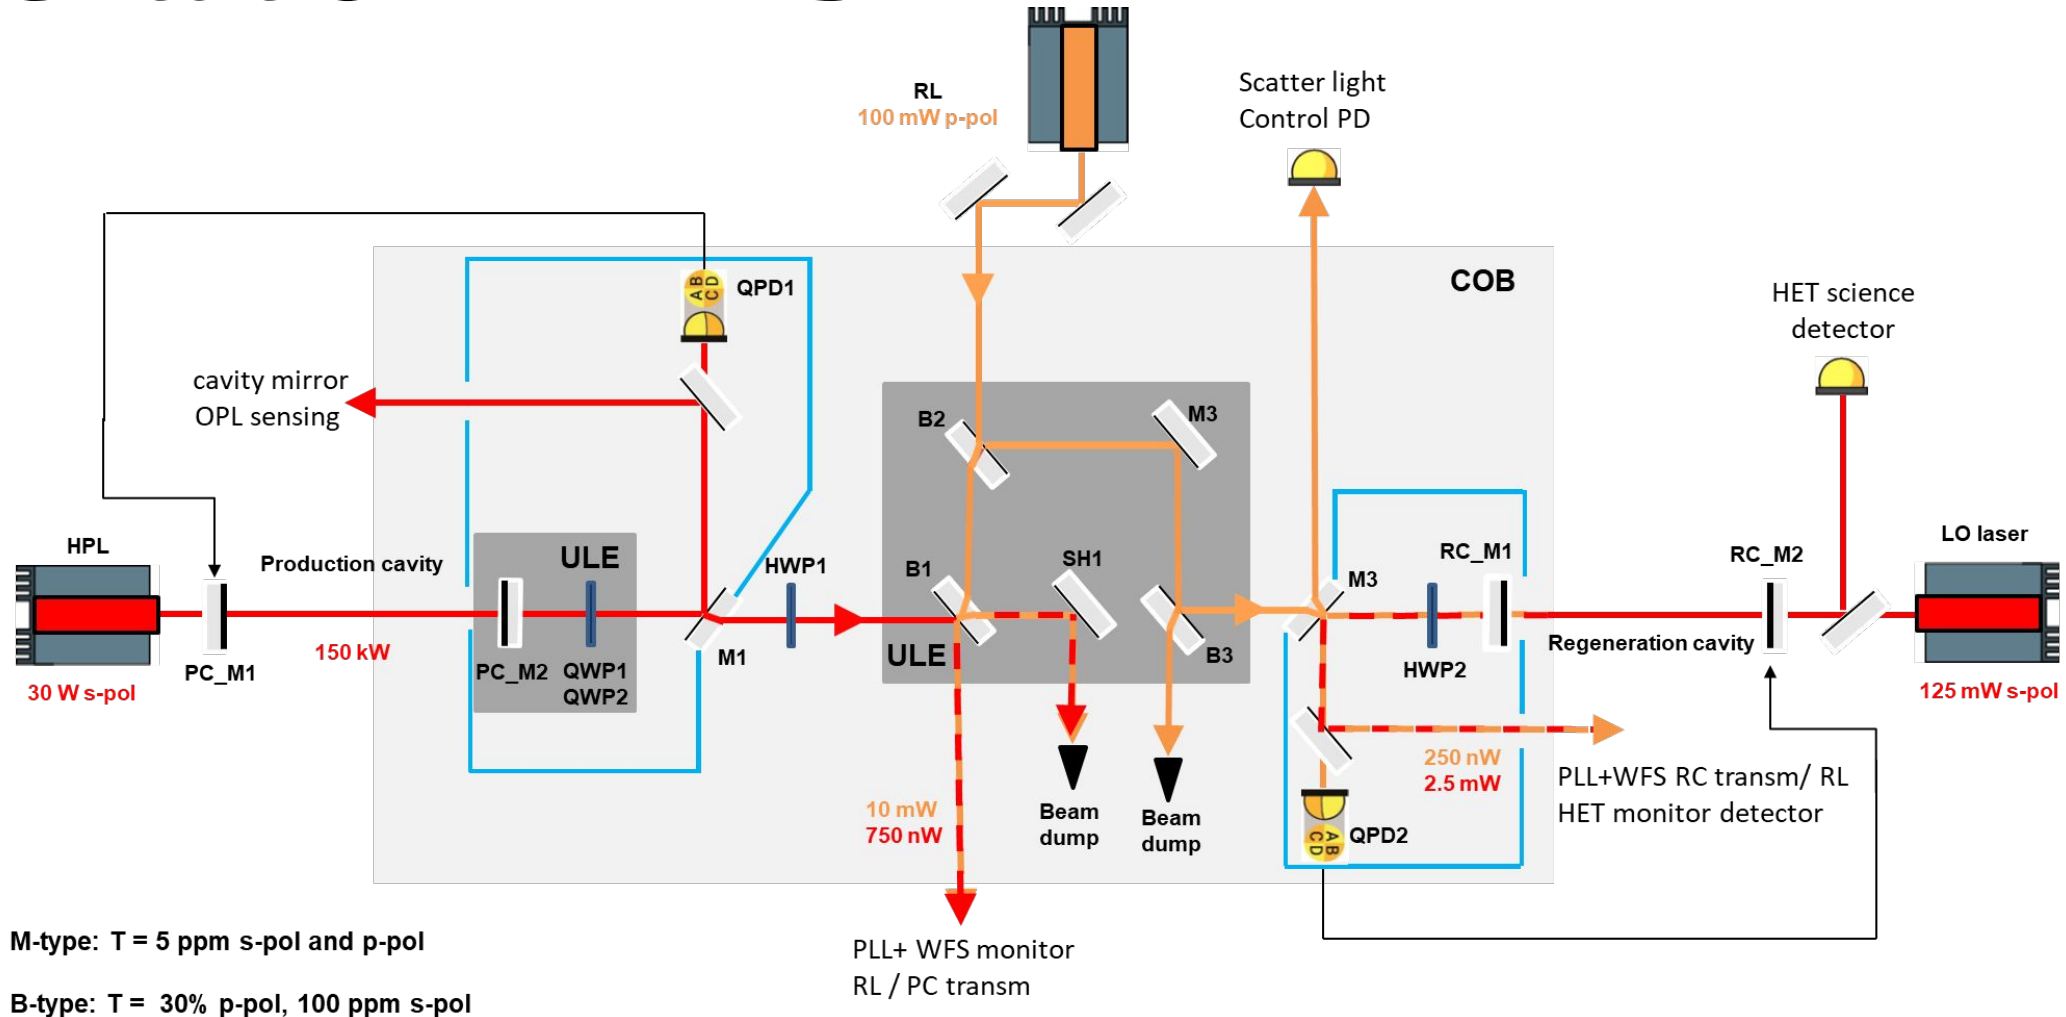 RL
100 mW p-pol
Scatter light
Control PD
COB
QPD1
A B
C D
HET science
detector
cavity mirror
OPL sensing
B2
M3
HPL
Production cavity
ULE
HWP1
B1
SH1
RC_M1
M3
RC_M2
LO laser
150 kW
PC_M1
30 W s-pol
PC_M2
QWP1
QWP2
M1
ULE
B3
HWP2
Regeneration cavity
125 mW s-pol
10 mW
750 nW
Beam
dump
Beam
dump
250 nW
2.5 mW
QPD2
A B
C D
PLL+WFS RC transm/ RL
HET monitor detector
PLL+ WFS monitor
RL / PC transm
M-type: T = 5 ppm s-pol and p-pol
B-type: T = 30% p-pol, 100 ppm s-pol